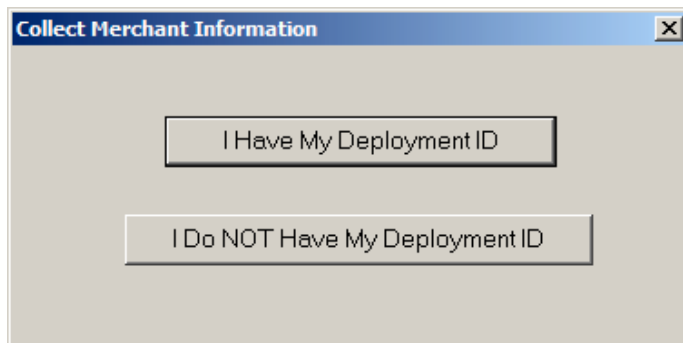 Collect Merchant Information
I Have My Deployment ID
I Do NOT Have My Deployment ID